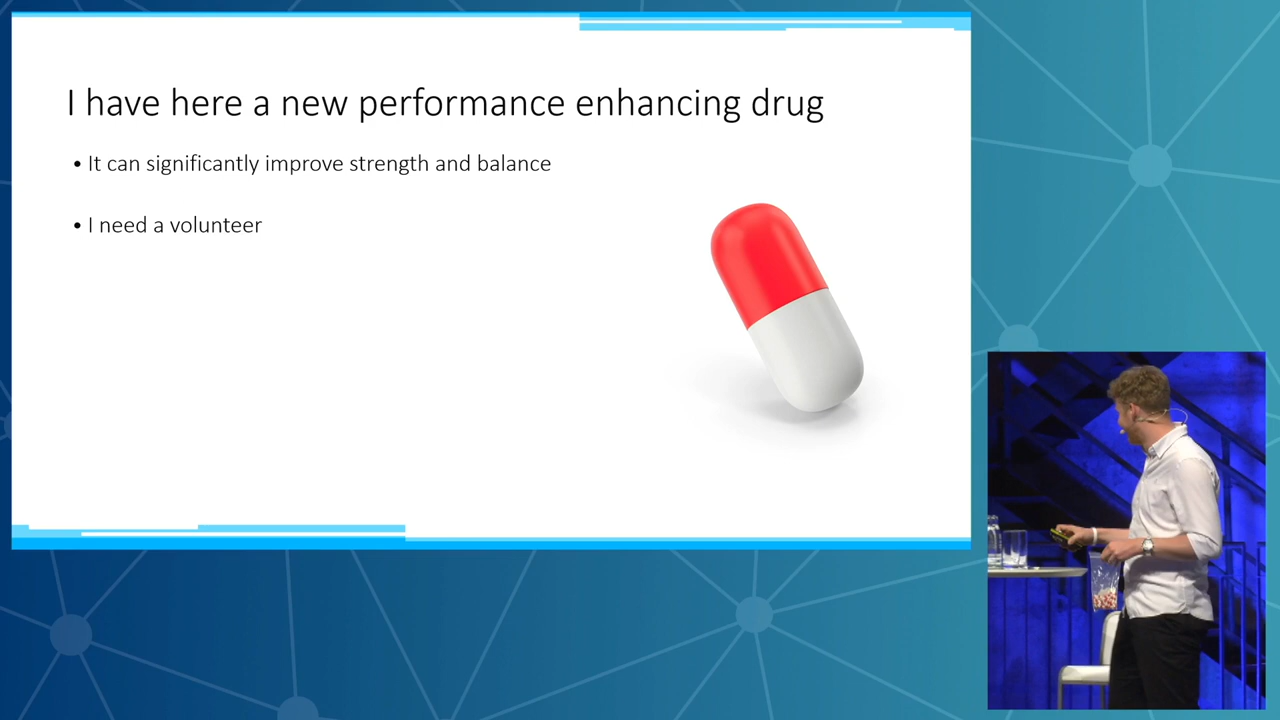 I have here a new performance enhancing drug
• It can significantly improve strength and balance
• I need a volunteer